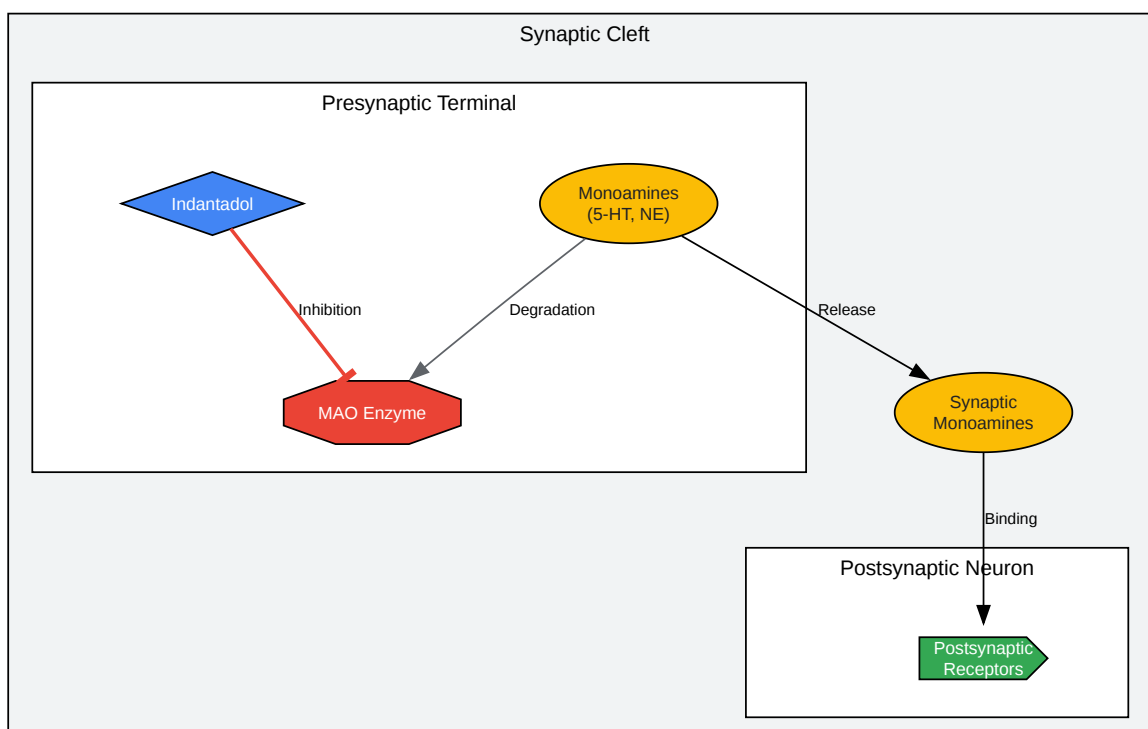 Synaptic Cleft
Presynaptic Terminal
Indantadol
Monoamines
(5-HT, NE)
Inhibition
Degradation
Release
MAO Enzyme
Synaptic
Monoamines
Binding
Postsynaptic Neuron
Postsynaptic
Receptors